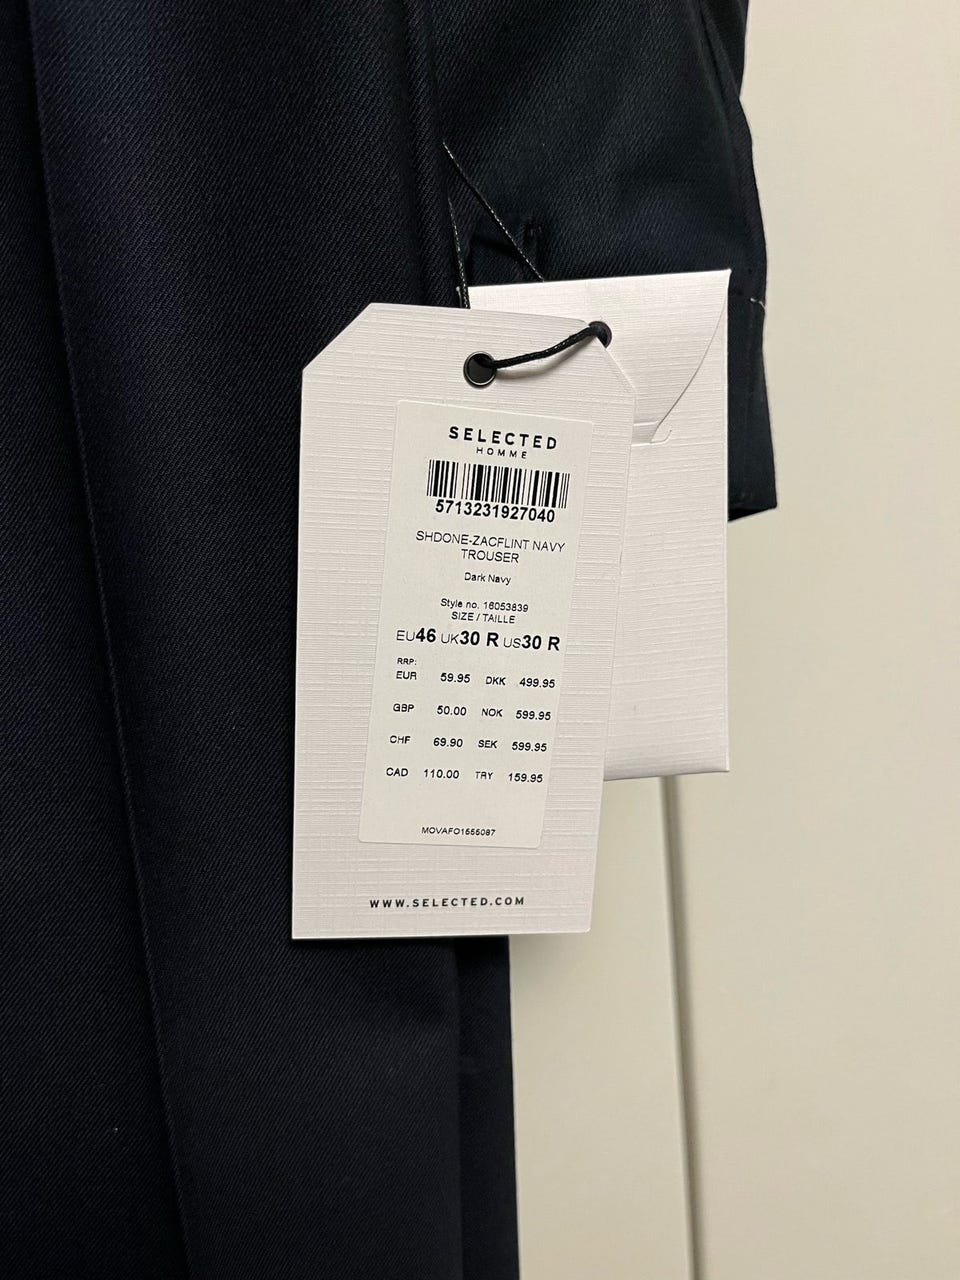 SELECTED
HOMME
5713231927040
SHDONE-ZACFLINT NAVY
TROUSER
Dark Navy
Style no. 16053839
SIZE / TAILLE
EU46 UK30 R US30 R
RRP:
EUR 59.95 DKK 499.95
GBP 50.00 NOK 599.95
CHF 69.90 SEK 599.95
CAD 110.00 TRY 159.95
MOVAFO1555087
WWW.SELECTED.COM